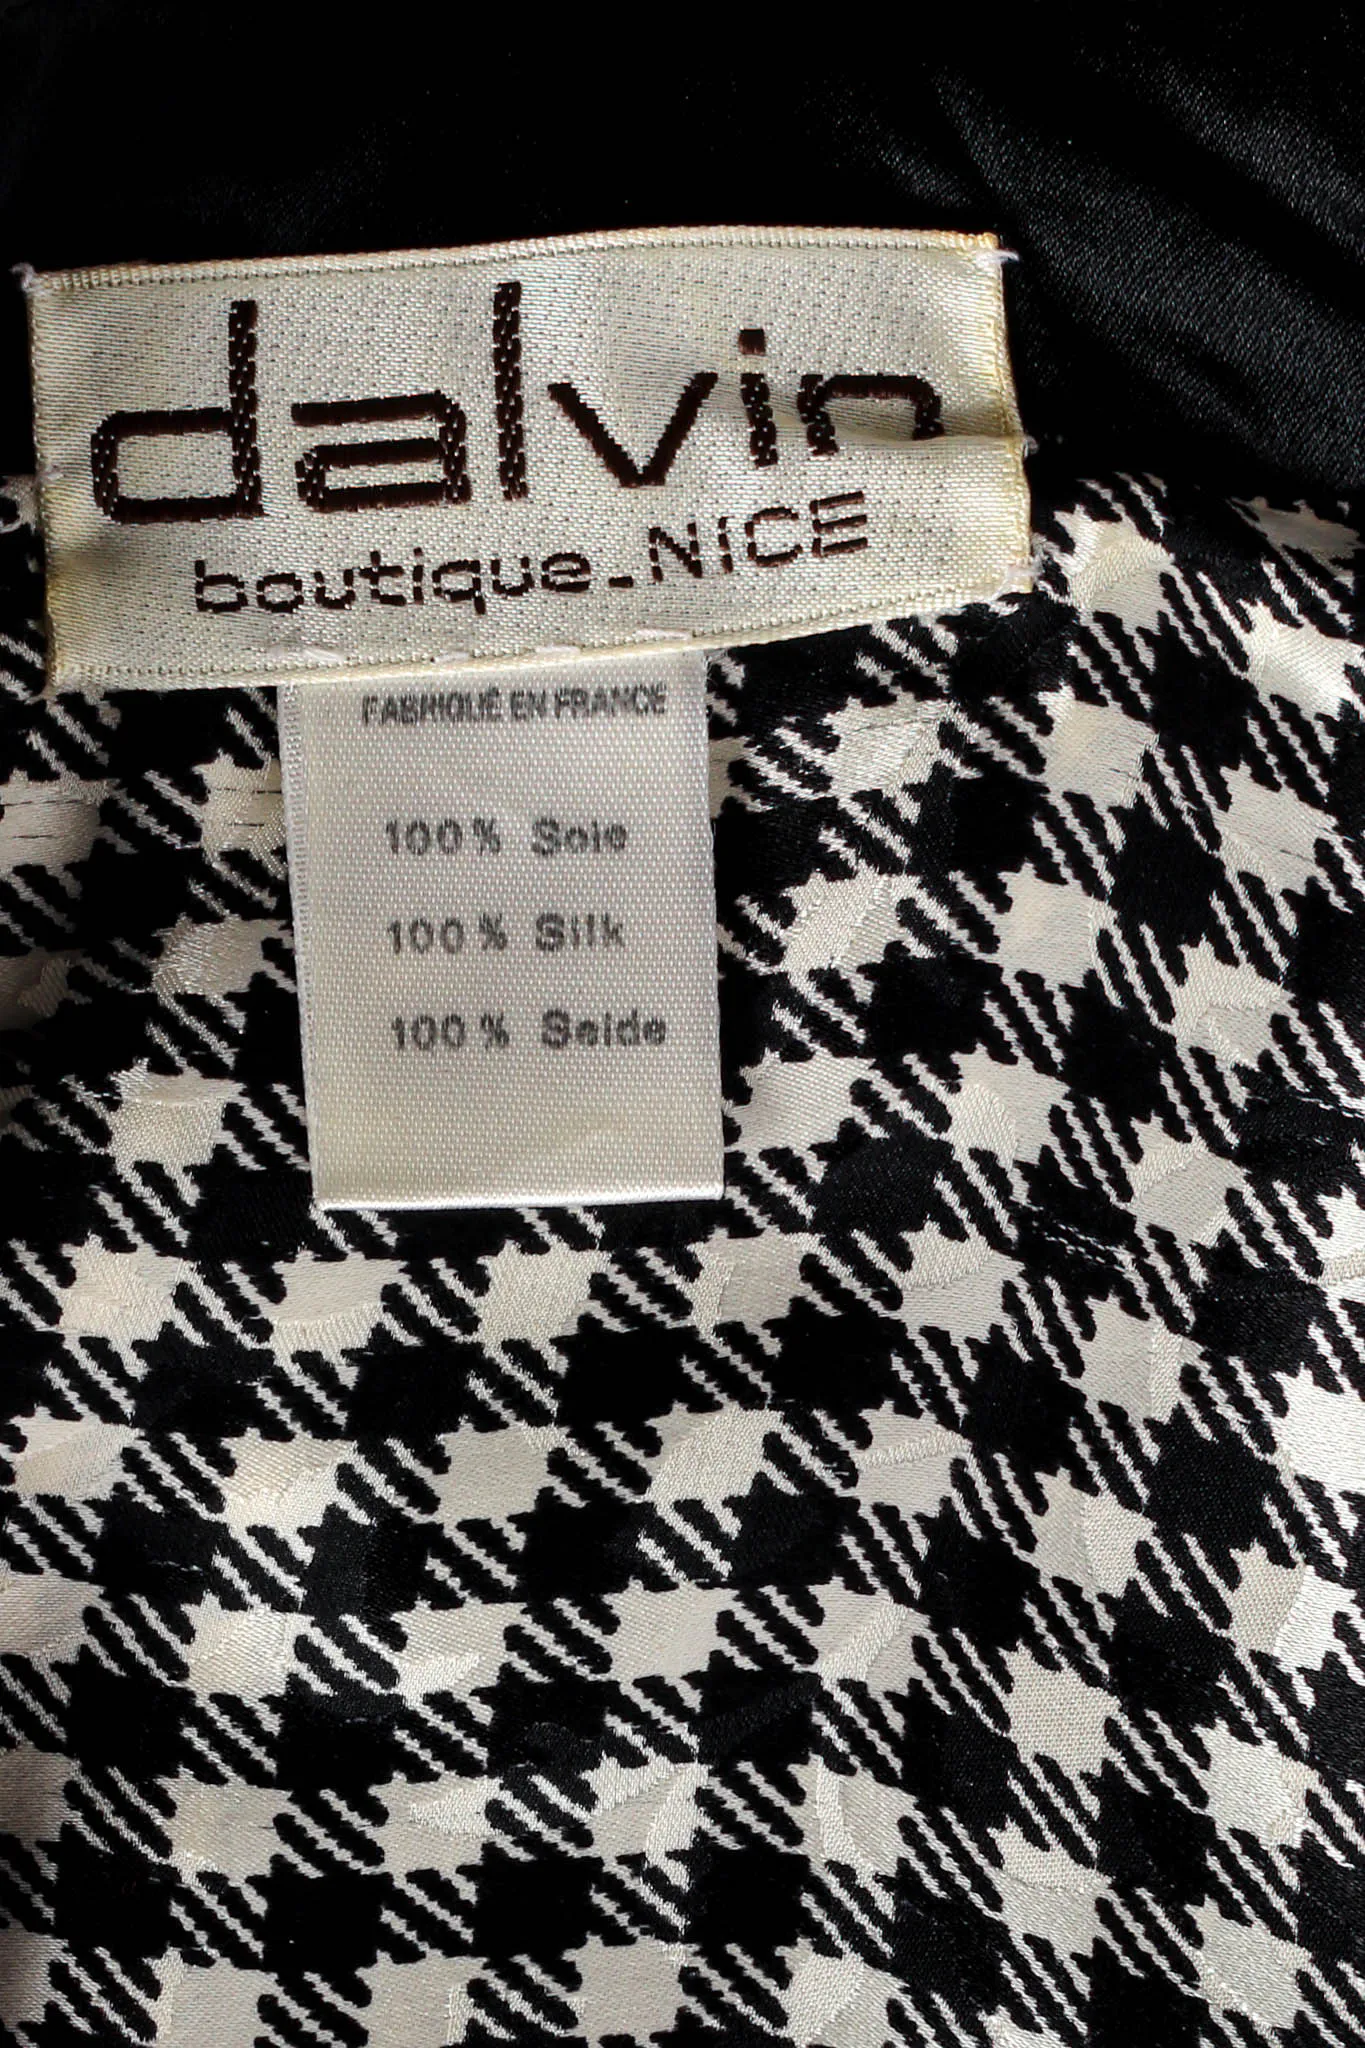 dalvin
boutique_NiCE
FABRIQUÉ EN FRANCE
100% Soie
100% Silk
100% Seide